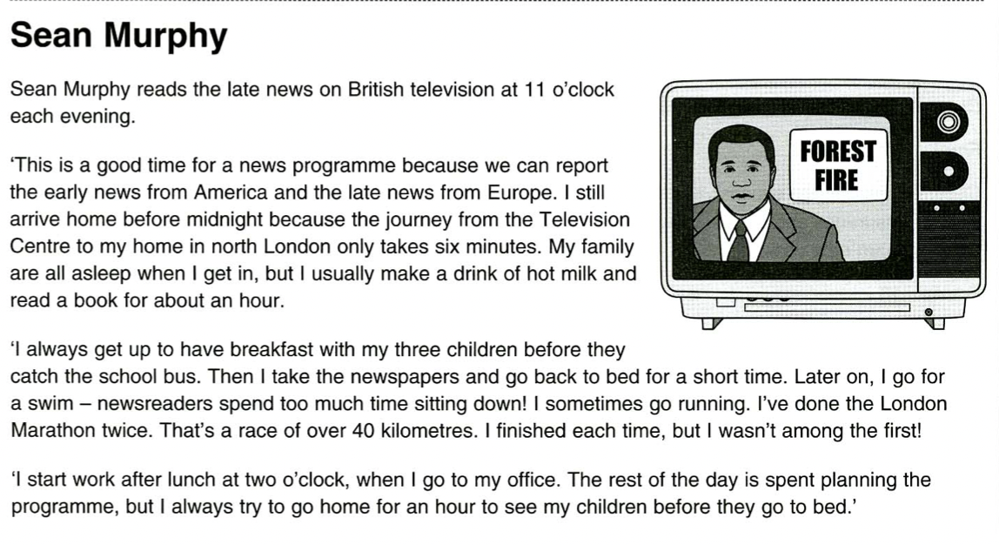 Sean Murphy
Sean Murphy reads the late news on British television at 11 o'clock
each evening.
FOREST
FIRE
‘This is a good time for a news programme because we can report
the early news from America and the late news from Europe. I still
arrive home before midnight because the journey from the Television
Centre to my home in north London only takes six minutes. My family
are all asleep when I get in, but I usually make a drink of hot milk and
read a book for about an hour.
‘I always get up to have breakfast with my three children before they
catch the school bus. Then I take the newspapers and go back to bed for a short time. Later on, I go for
a swim – newsreaders spend too much time sitting down! I sometimes go running. I’ve done the London
Marathon twice. That’s a race of over 40 kilometres. I finished each time, but I wasn’t among the first!
‘I start work after lunch at two o’clock, when I go to my office. The rest of the day is spent planning the
programme, but I always try to go home for an hour to see my children before they go to bed.’